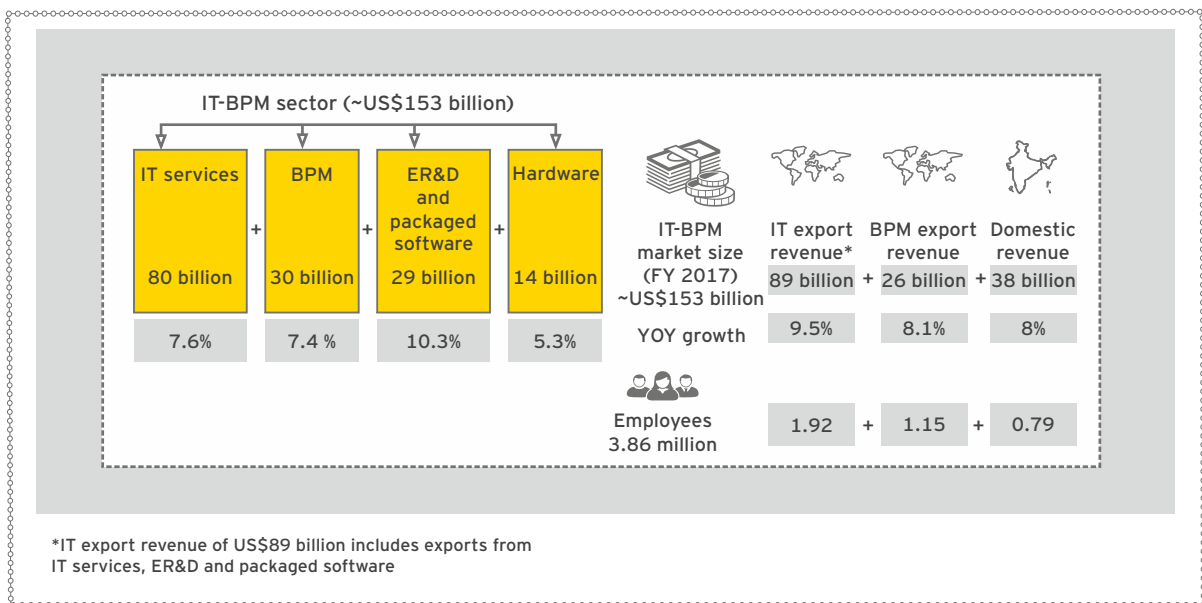 IT-BPM sector (~US$153 billion)
IT services
80 billion
7.6%
+
BPM
30 billion
7.4 %
+
ER&D
and
packaged
software
29 billion
10.3%
+
Hardware
14 billion
5.3%
IT-BPM
market size
(FY 2017)
~US$153 billion
IT export
revenue*
89 billion
+
BPM export
revenue
26 billion
+
Domestic
revenue
38 billion
YOY growth
9.5%
8.1%
8%
Employees
3.86 million
1.92
+
1.15
+
0.79
*IT export revenue of US$89 billion includes exports from
IT services, ER&D and packaged software